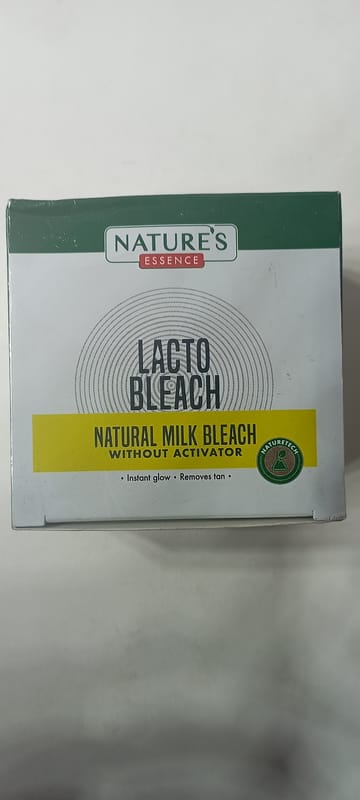 NATURE'S
ESSENCE
LACTO
BLEACH
NATURAL MILK BLEACH
WITHOUT ACTIVATOR
NATURETECH
• Instant glow • Removes tan •